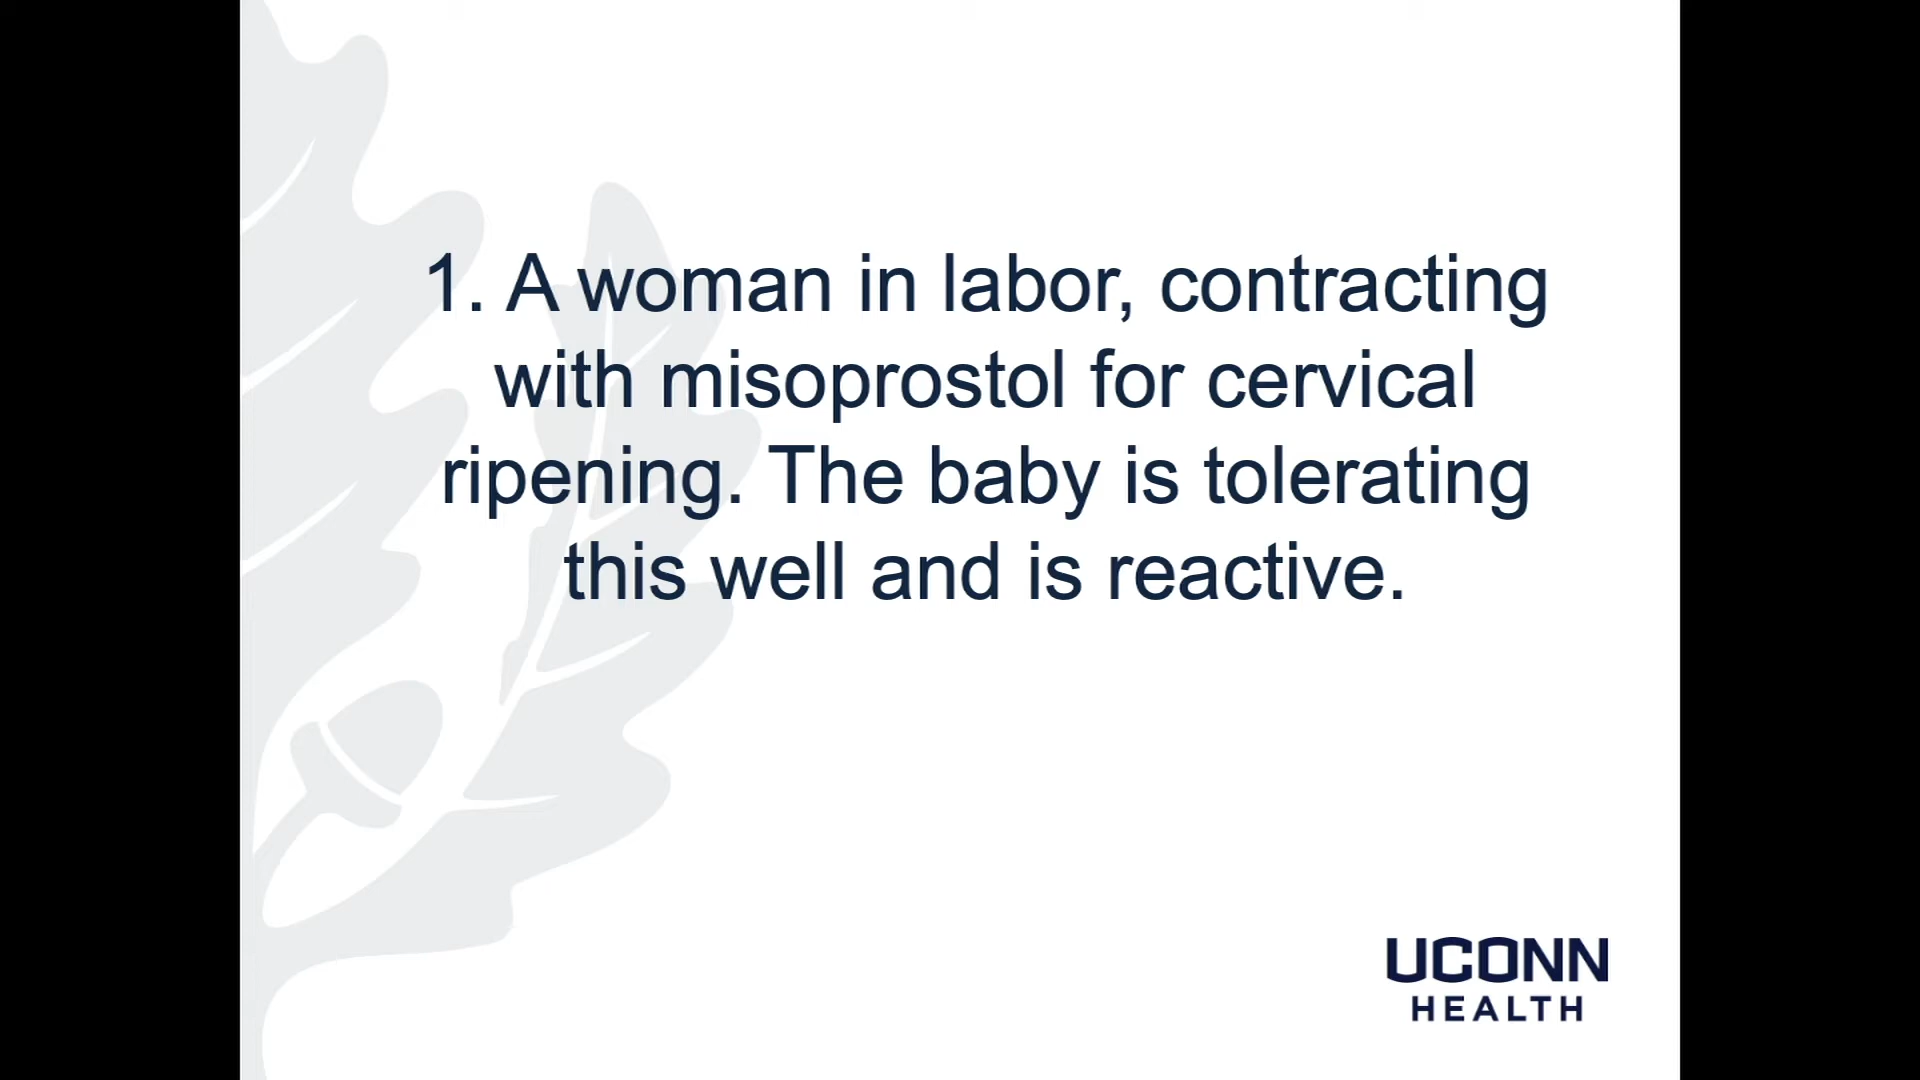 1. A woman in labor, contracting
with misoprostol for cervical
ripening. The baby is tolerating
this well and is reactive.
UCONN
HEALTH